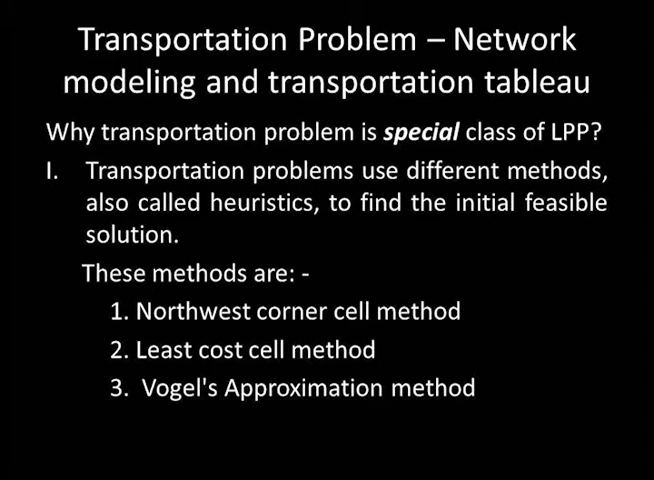 Transportation Problem – Network
modeling and transportation tableau
Why transportation problem is special class of LPP?
I. Transportation problems use different methods,
also called heuristics, to find the initial feasible
solution.
These methods are: -
1. Northwest corner cell method
2. Least cost cell method
3. Vogel's Approximation method